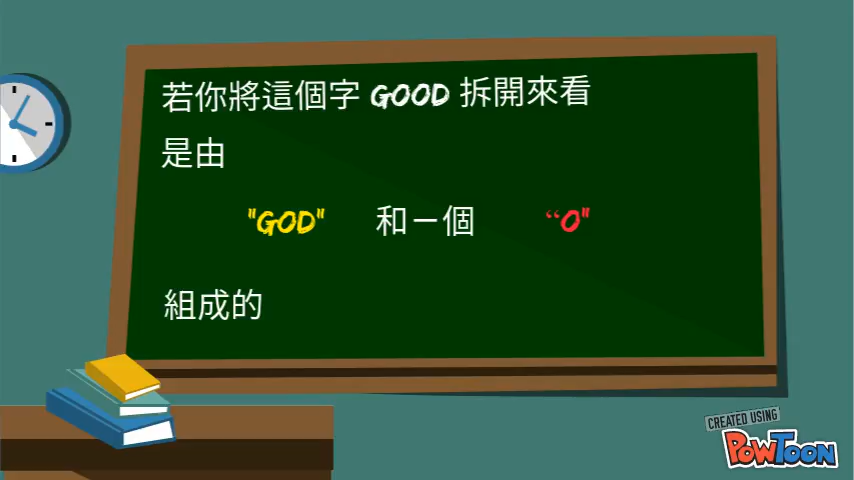 若你將這個字 GOOD 拆開來看
是由
"GOD" 和一個 “O"
組成的
CREATED USING
POWTOON